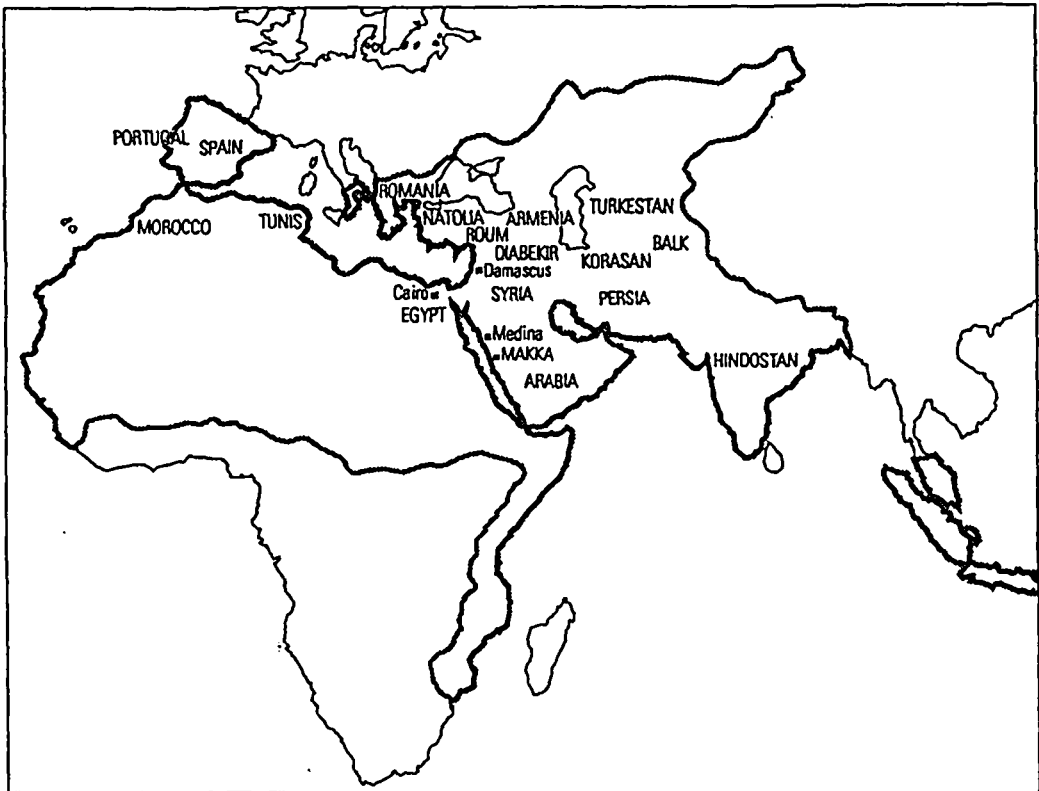 PORTUGAL
SPAIN
ROMANIA
TURKESTAN
MOROCCO
TUNIS
NATOLIA
ARMENIA
ROUM
BALK
DIABEKIR
KORASAN
Damascus
Cairo
SYRIA
PERSIA
EGYPT
Medina
MAKKA
HINDOSTAN
ARABIA